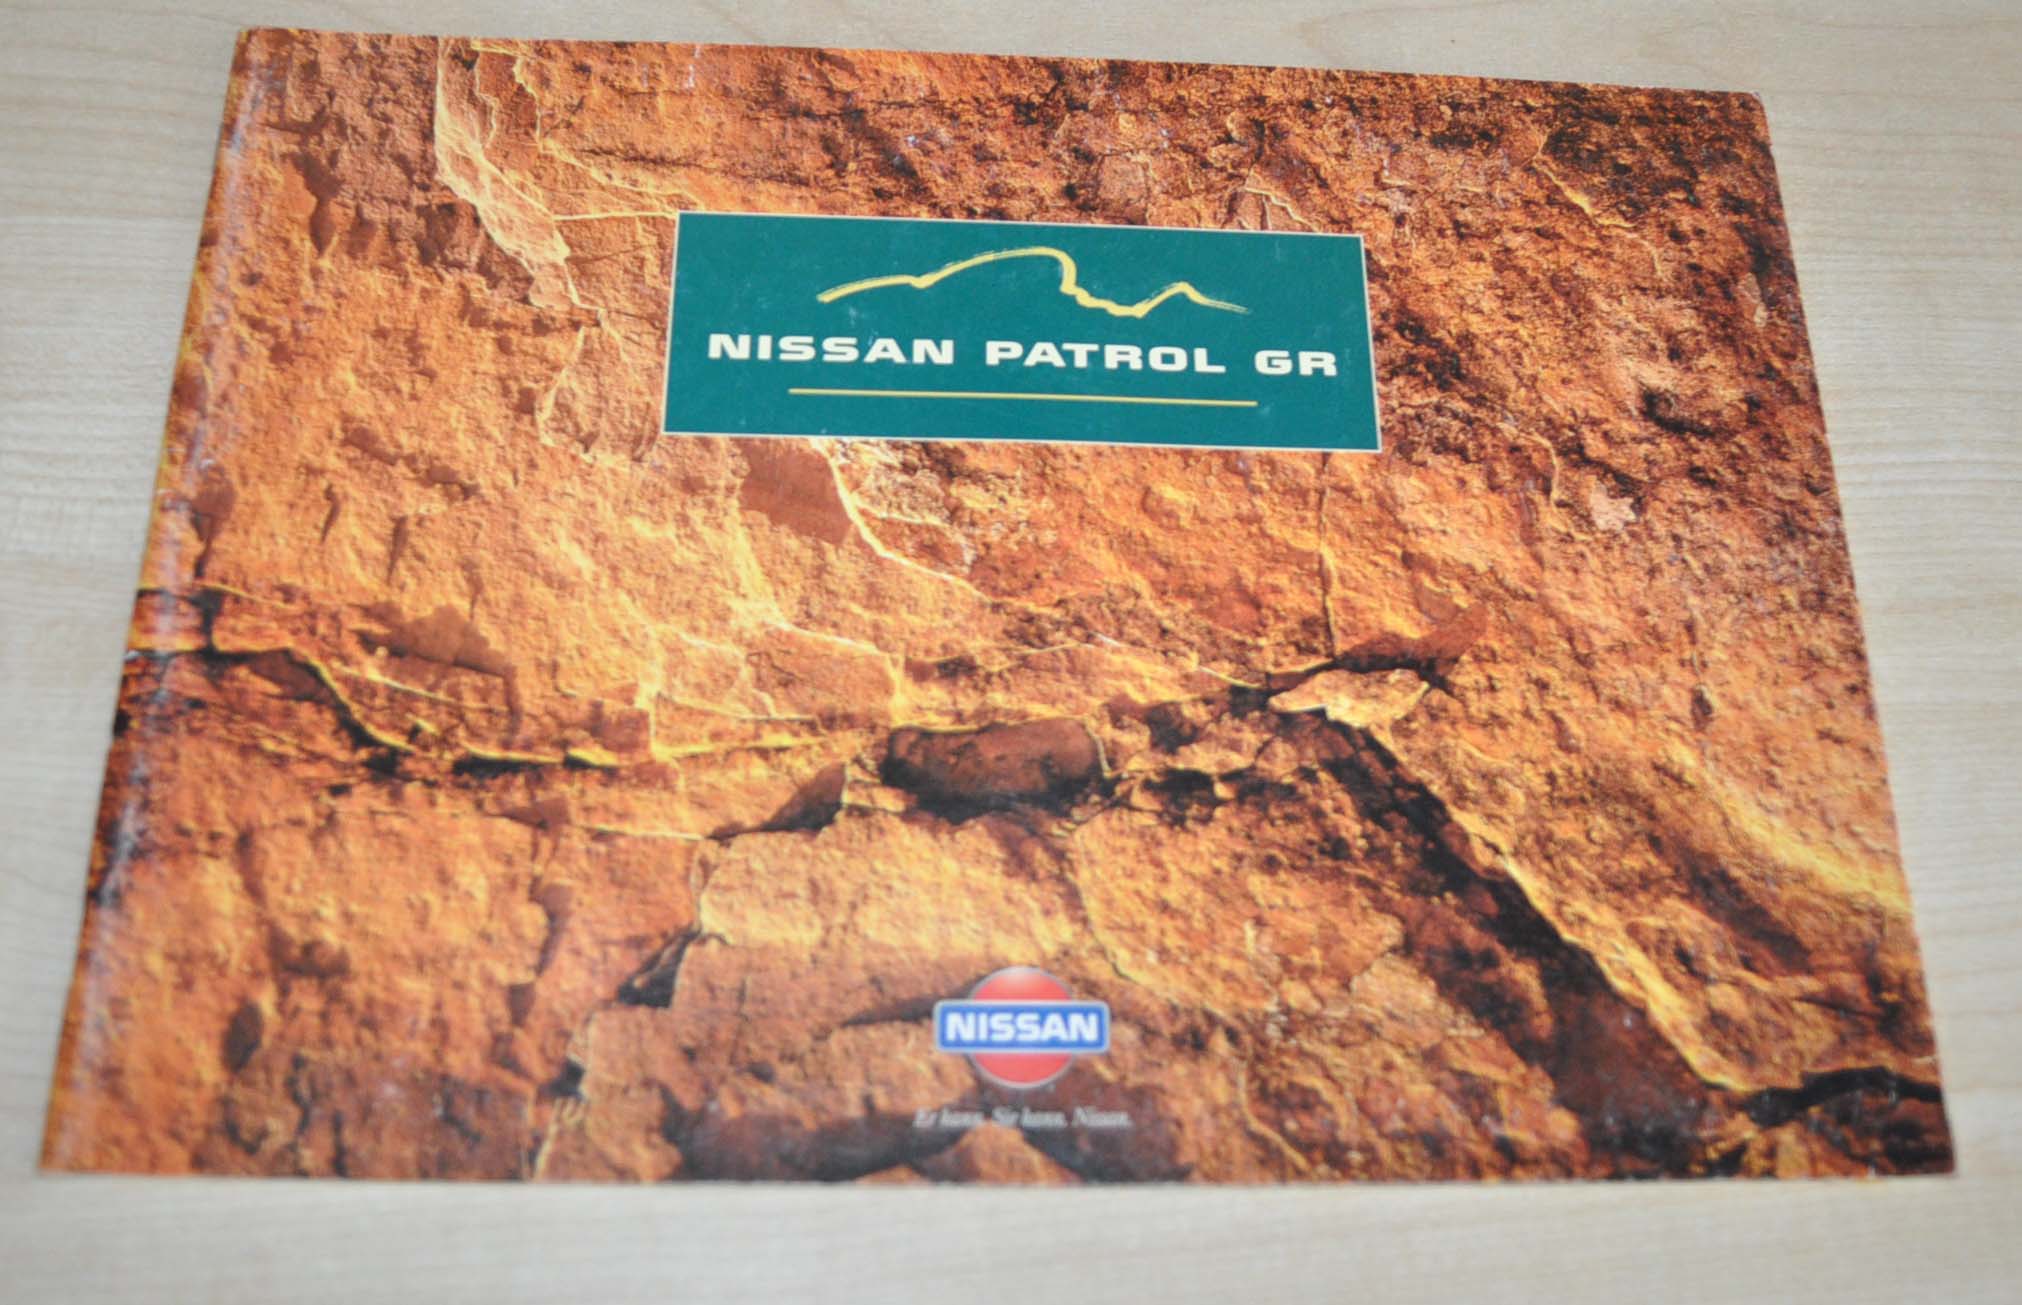 NISSAN PATROL GR
NISSAN
Er kann. Sie kann. Nissan.